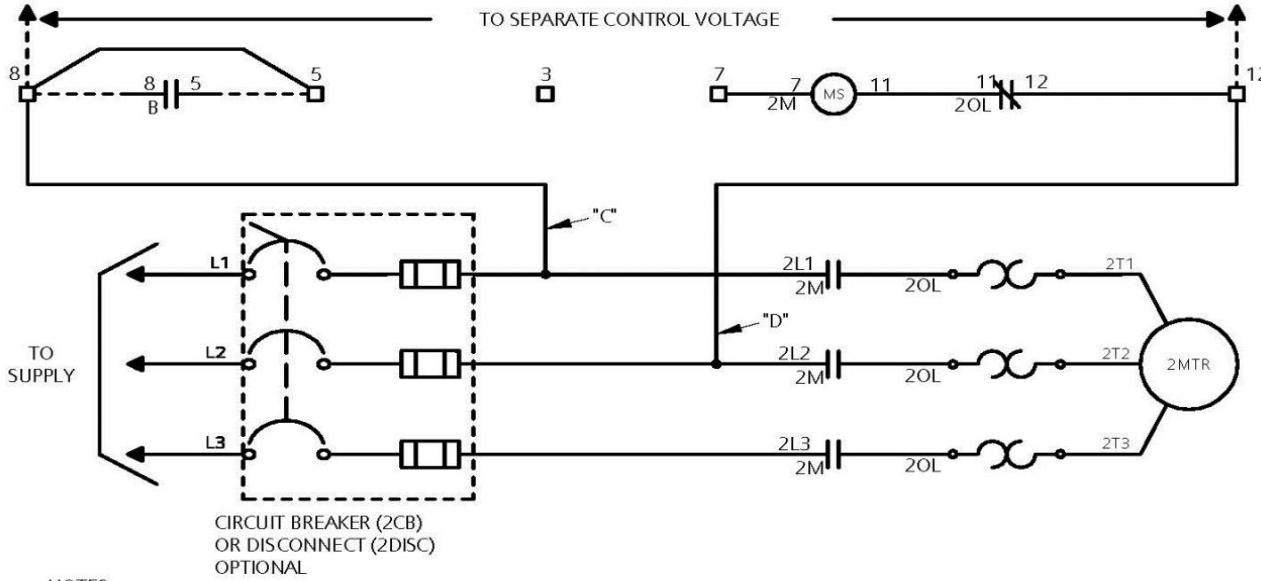 TO SEPARATE CONTROL VOLTAGE
8 5 3 7 12
8 5 7 11 11 12
B 2M MS 2OL
"C"
L1 2L1 2T1
2M 2OL
"D"
TO SUPPLY
L2 2L2 2T2
2M 2OL 2MTR
L3 2L3 2T3
2M 2OL
CIRCUIT BREAKER (2CB)
OR DISCONNECT (2DISC)
OPTIONAL